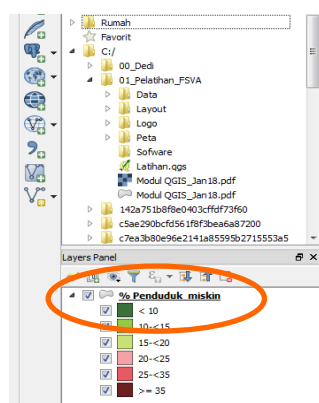 Rumah
Favorit
C:/
00_Dedi
01_Pelatihan_FSVA
Data
Layout
Logo
Peta
Sofware
Latihan.qgs
Modul QGIS_Jan18.pdf
Modul QGIS_Jan18.pdf
142a751b8f8e0403cffdf73f60
c5ae290bcfd561f8f3bea6a87200
c7ea3b80e96e2141a85595b2715553a5
Layers Panel
% Penduduk_miskin
< 10
10-<15
15-<20
20-<25
25-<35
>= 35